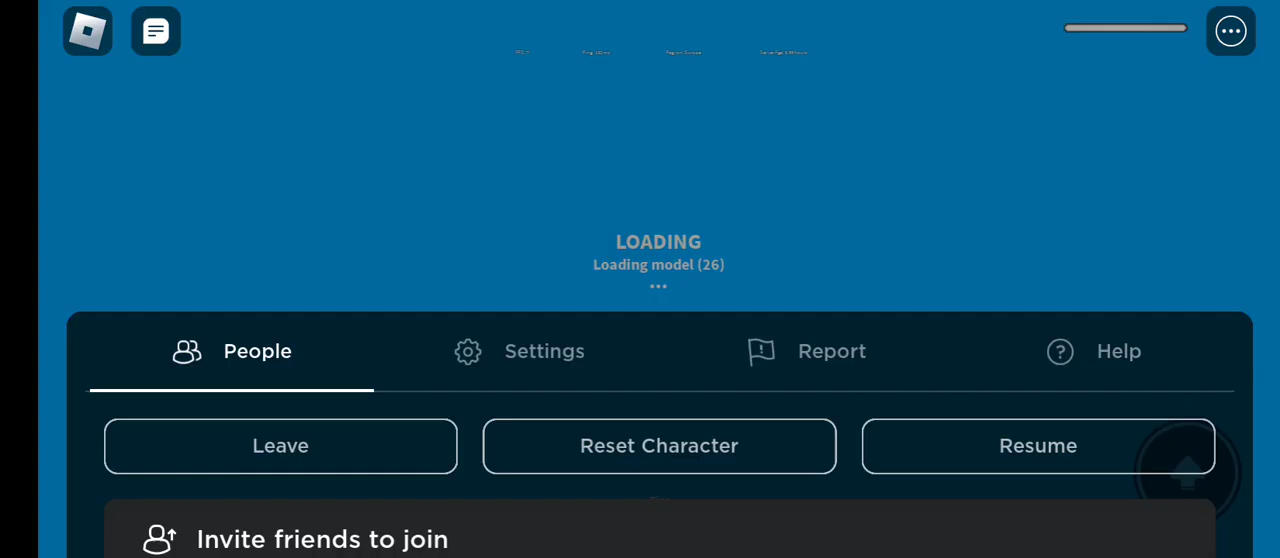 LOADING
Loading model (26)
...
People
Settings
Report
Help
Leave
Reset Character
Resume
Invite friends to join